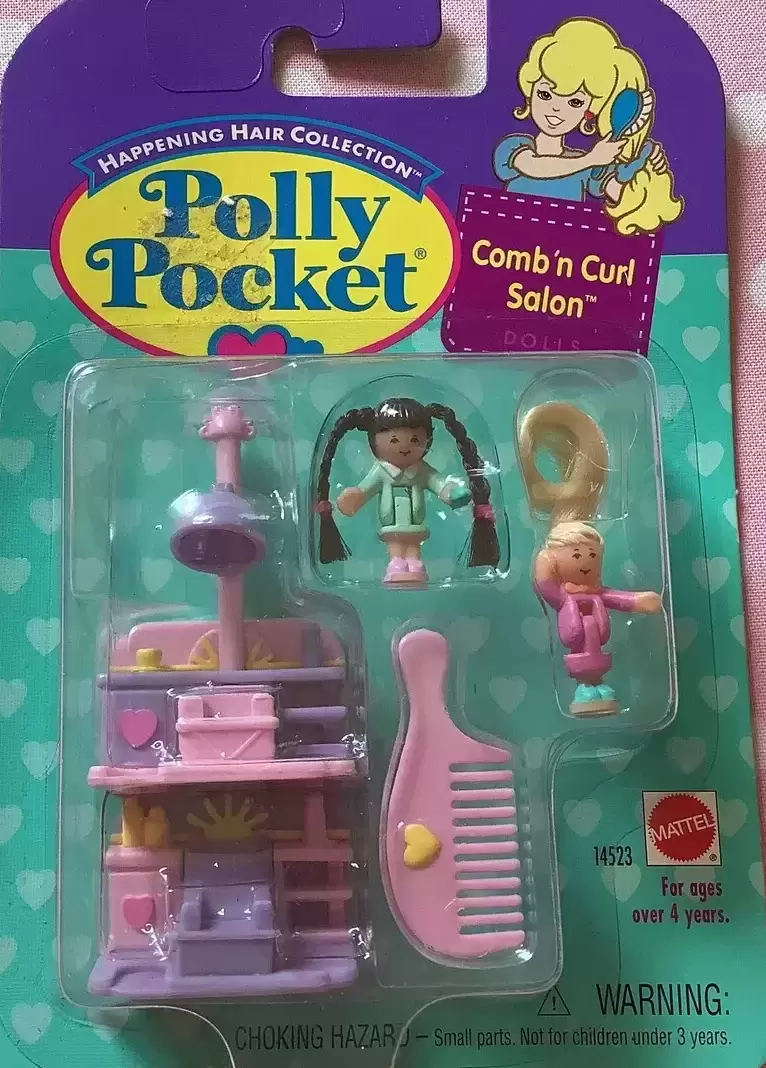 HAPPENING HAIR COLLECTION™
Polly
Pocket®
Comb'n Curl
Salon™
DOLLS
MATTEL®
14523
For ages
over 4 years.
⚠ WARNING:
CHOKING HAZARD – Small parts. Not for children under 3 years.